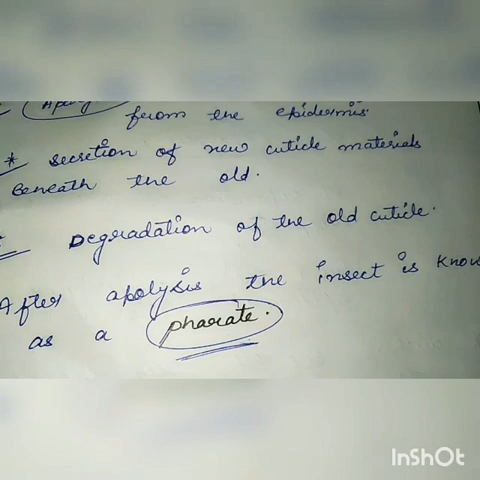 from the epidermis.
* secretion of new cuticle materials
Beneath the old.
Degradation of the old cuticle.
After apolysis the insect is know
as a pharate.
InShOt